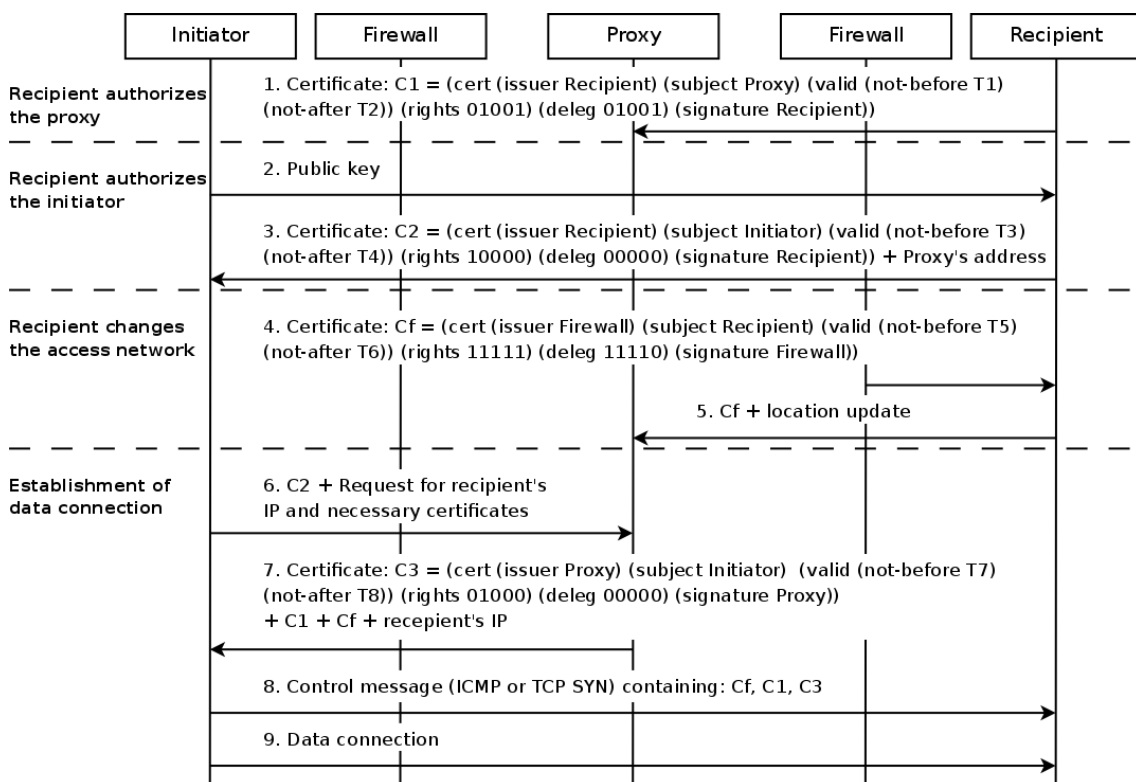 Initiator
Firewall
Proxy
Firewall
Recipient
Recipient authorizes
the proxy
1. Certificate: C1 = (cert (issuer Recipient) (subject Proxy) (valid (not-before T1)
(not-after T2)) (rights 01001) (deleg 01001) (signature Recipient))
Recipient authorizes
the initiator
2. Public key
3. Certificate: C2 = (cert (issuer Recipient) (subject Initiator) (valid (not-before T3)
(not-after T4)) (rights 10000) (deleg 00000) (signature Recipient)) + Proxy's address
Recipient changes
the access network
4. Certificate: Cf = (cert (issuer Firewall) (subject Recipient) (valid (not-before T5)
(not-after T6)) (rights 11111) (deleg 11110) (signature Firewall))
5. Cf + location update
Establishment of
data connection
6. C2 + Request for recipient's
IP and necessary certificates
7. Certificate: C3 = (cert (issuer Proxy) (subject Initiator) (valid (not-before T7)
(not-after T8)) (rights 01000) (deleg 00000) (signature Proxy))
+ C1 + Cf + recepient's IP
8. Control message (ICMP or TCP SYN) containing: Cf, C1, C3
9. Data connection